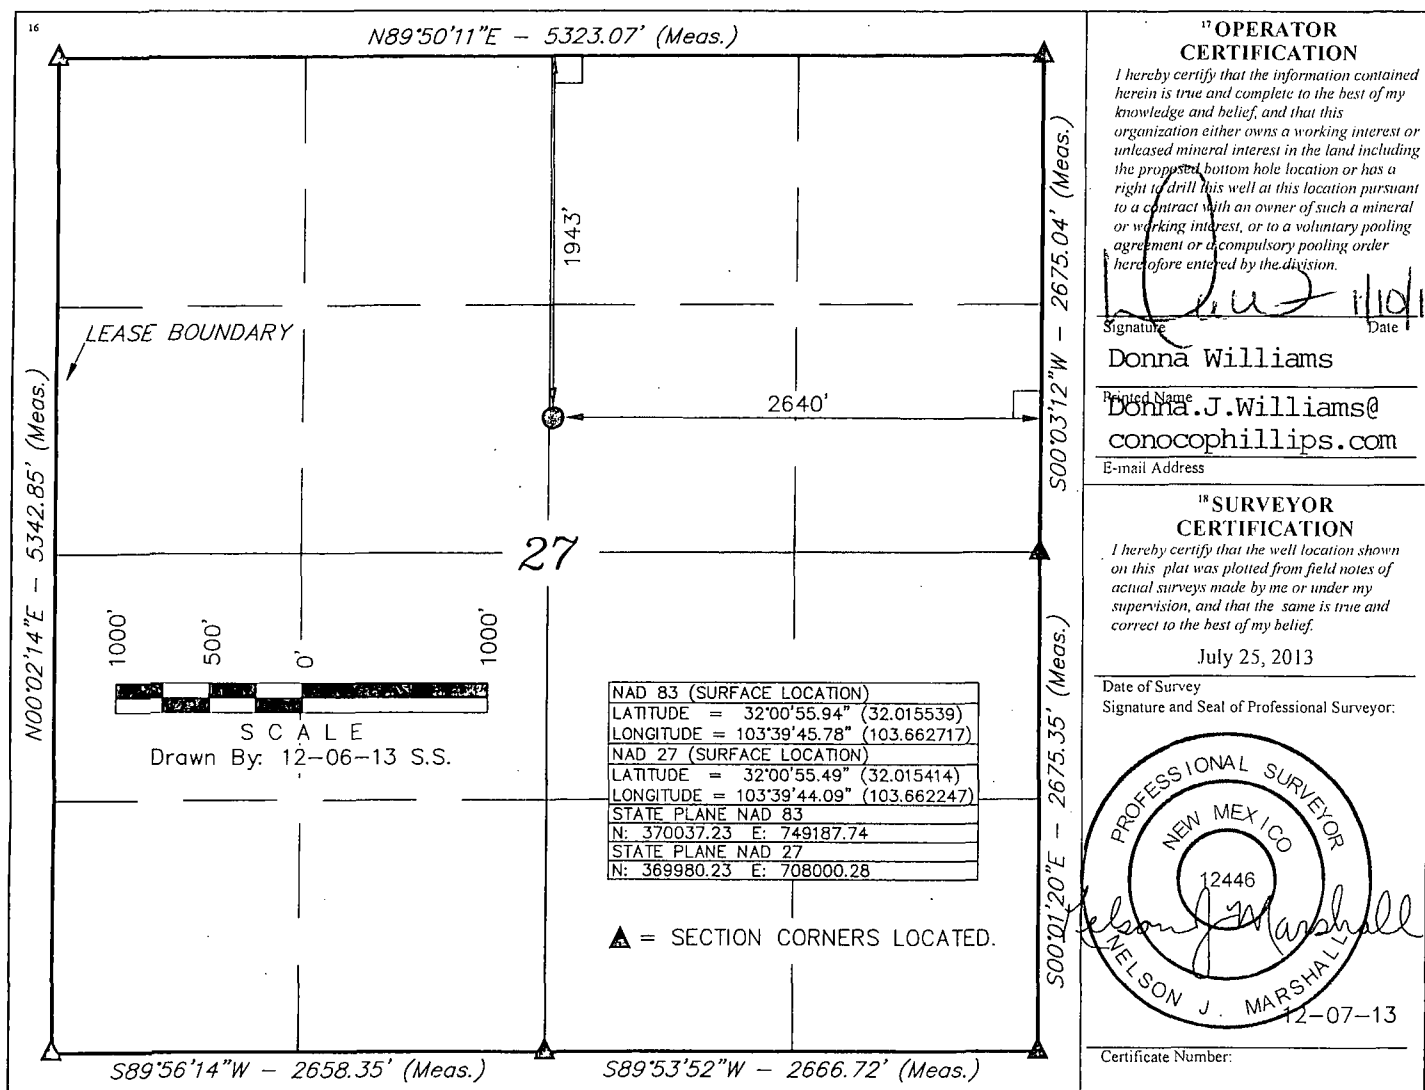 16
N89°50'11"E – 5323.07' (Meas.)
1943'
LEASE BOUNDARY
2640'
N00°02'14"E – 5342.85' (Meas.)
S00°03'12"W – 2675.04' (Meas.)
27
1000'
500'
0'
1000'
SCALE
Drawn By: 12–06–13 S.S.
NAD 83 (SURFACE LOCATION)
LATITUDE = 32°00'55.94" (32.015539)
LONGITUDE = 103°39'45.78" (103.662717)
NAD 27 (SURFACE LOCATION)
LATITUDE = 32°00'55.49" (32.015414)
LONGITUDE = 103°39'44.09" (103.662247)
STATE PLANE NAD 83
N: 370037.23 E: 749187.74
STATE PLANE NAD 27
N: 369980.23 E: 708000.28
S00°01'20"E – 2675.35' (Meas.)
= SECTION CORNERS LOCATED.
S89°56'14"W – 2658.35' (Meas.)
S89°53'52"W – 2666.72' (Meas.)
17 OPERATOR
CERTIFICATION
I hereby certify that the information contained
herein is true and complete to the best of my
knowledge and belief, and that this
organization either owns a working interest or
unleased mineral interest in the land including
the proposed bottom hole location or has a
right to drill this well at this location pursuant
to a contract with an owner of such a mineral
or working interest, or to a voluntary pooling
agreement or a compulsory pooling order
heretofore entered by the division.
1/10/1
Signature Date
Donna Williams
Printed Name
Donna.J.Williams@
conocophillips.com
E-mail Address
18 SURVEYOR
CERTIFICATION
I hereby certify that the well location shown
on this plat was plotted from field notes of
actual surveys made by me or under my
supervision, and that the same is true and
correct to the best of my belief.
July 25, 2013
Date of Survey
Signature and Seal of Professional Surveyor:
PROFESSIONAL SURVEYOR
NEW MEXICO
12446
Nelson J Marshall
NELSON J. MARSHALL
12–07–13
Certificate Number: